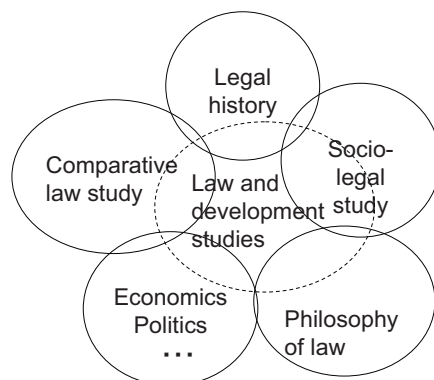 Legal
history
Comparative
law study
Socio-
legal
study
Law and
development
studies
Economics
Politics
...
Philosophy
of law